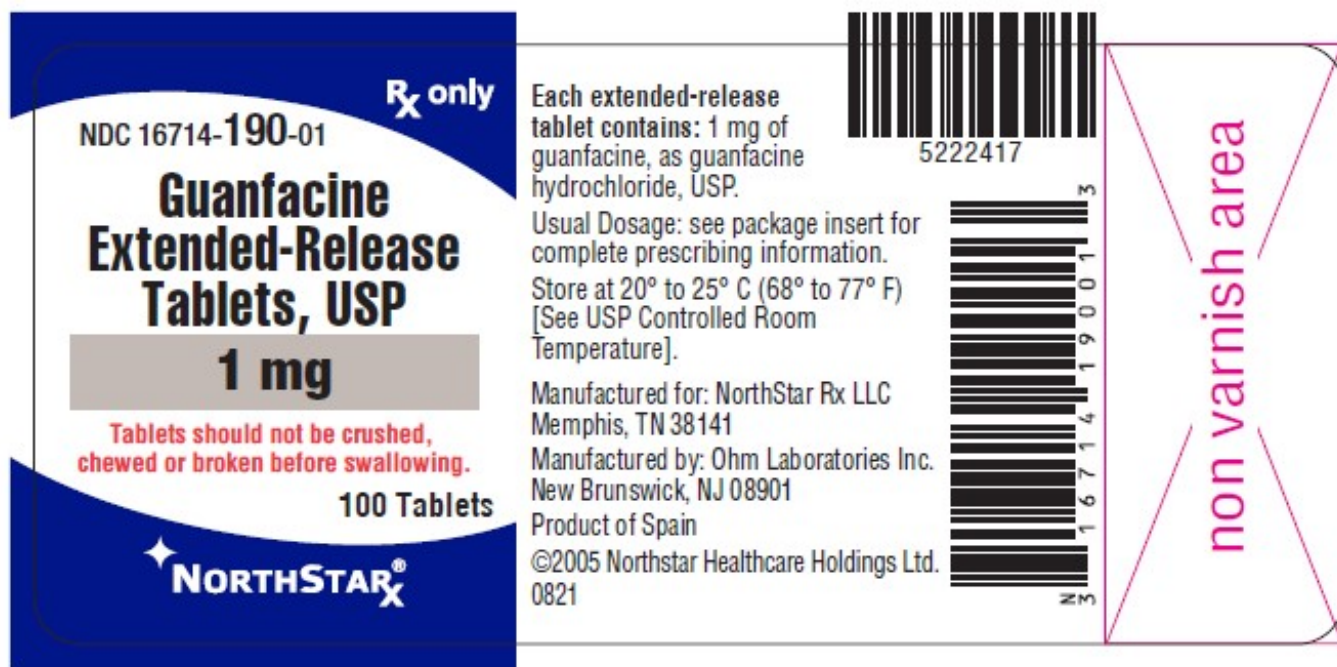 Rx only
NDC 16714-190-01
Guanfacine
Extended-Release
Tablets, USP
1 mg
Tablets should not be crushed,
chewed or broken before swallowing.
100 Tablets
NORTHSTARx®
Each extended-release
tablet contains: 1 mg of
guanfacine, as guanfacine
hydrochloride, USP.
Usual Dosage: see package insert for
complete prescribing information.
Store at 20° to 25° C (68° to 77° F)
[See USP Controlled Room
Temperature].
Manufactured for: NorthStar Rx LLC
Memphis, TN 38141
Manufactured by: Ohm Laboratories Inc.
New Brunswick, NJ 08901
Product of Spain
©2005 Northstar Healthcare Holdings Ltd.
0821
5222417
N
3 16714 19001 3
non varnish area